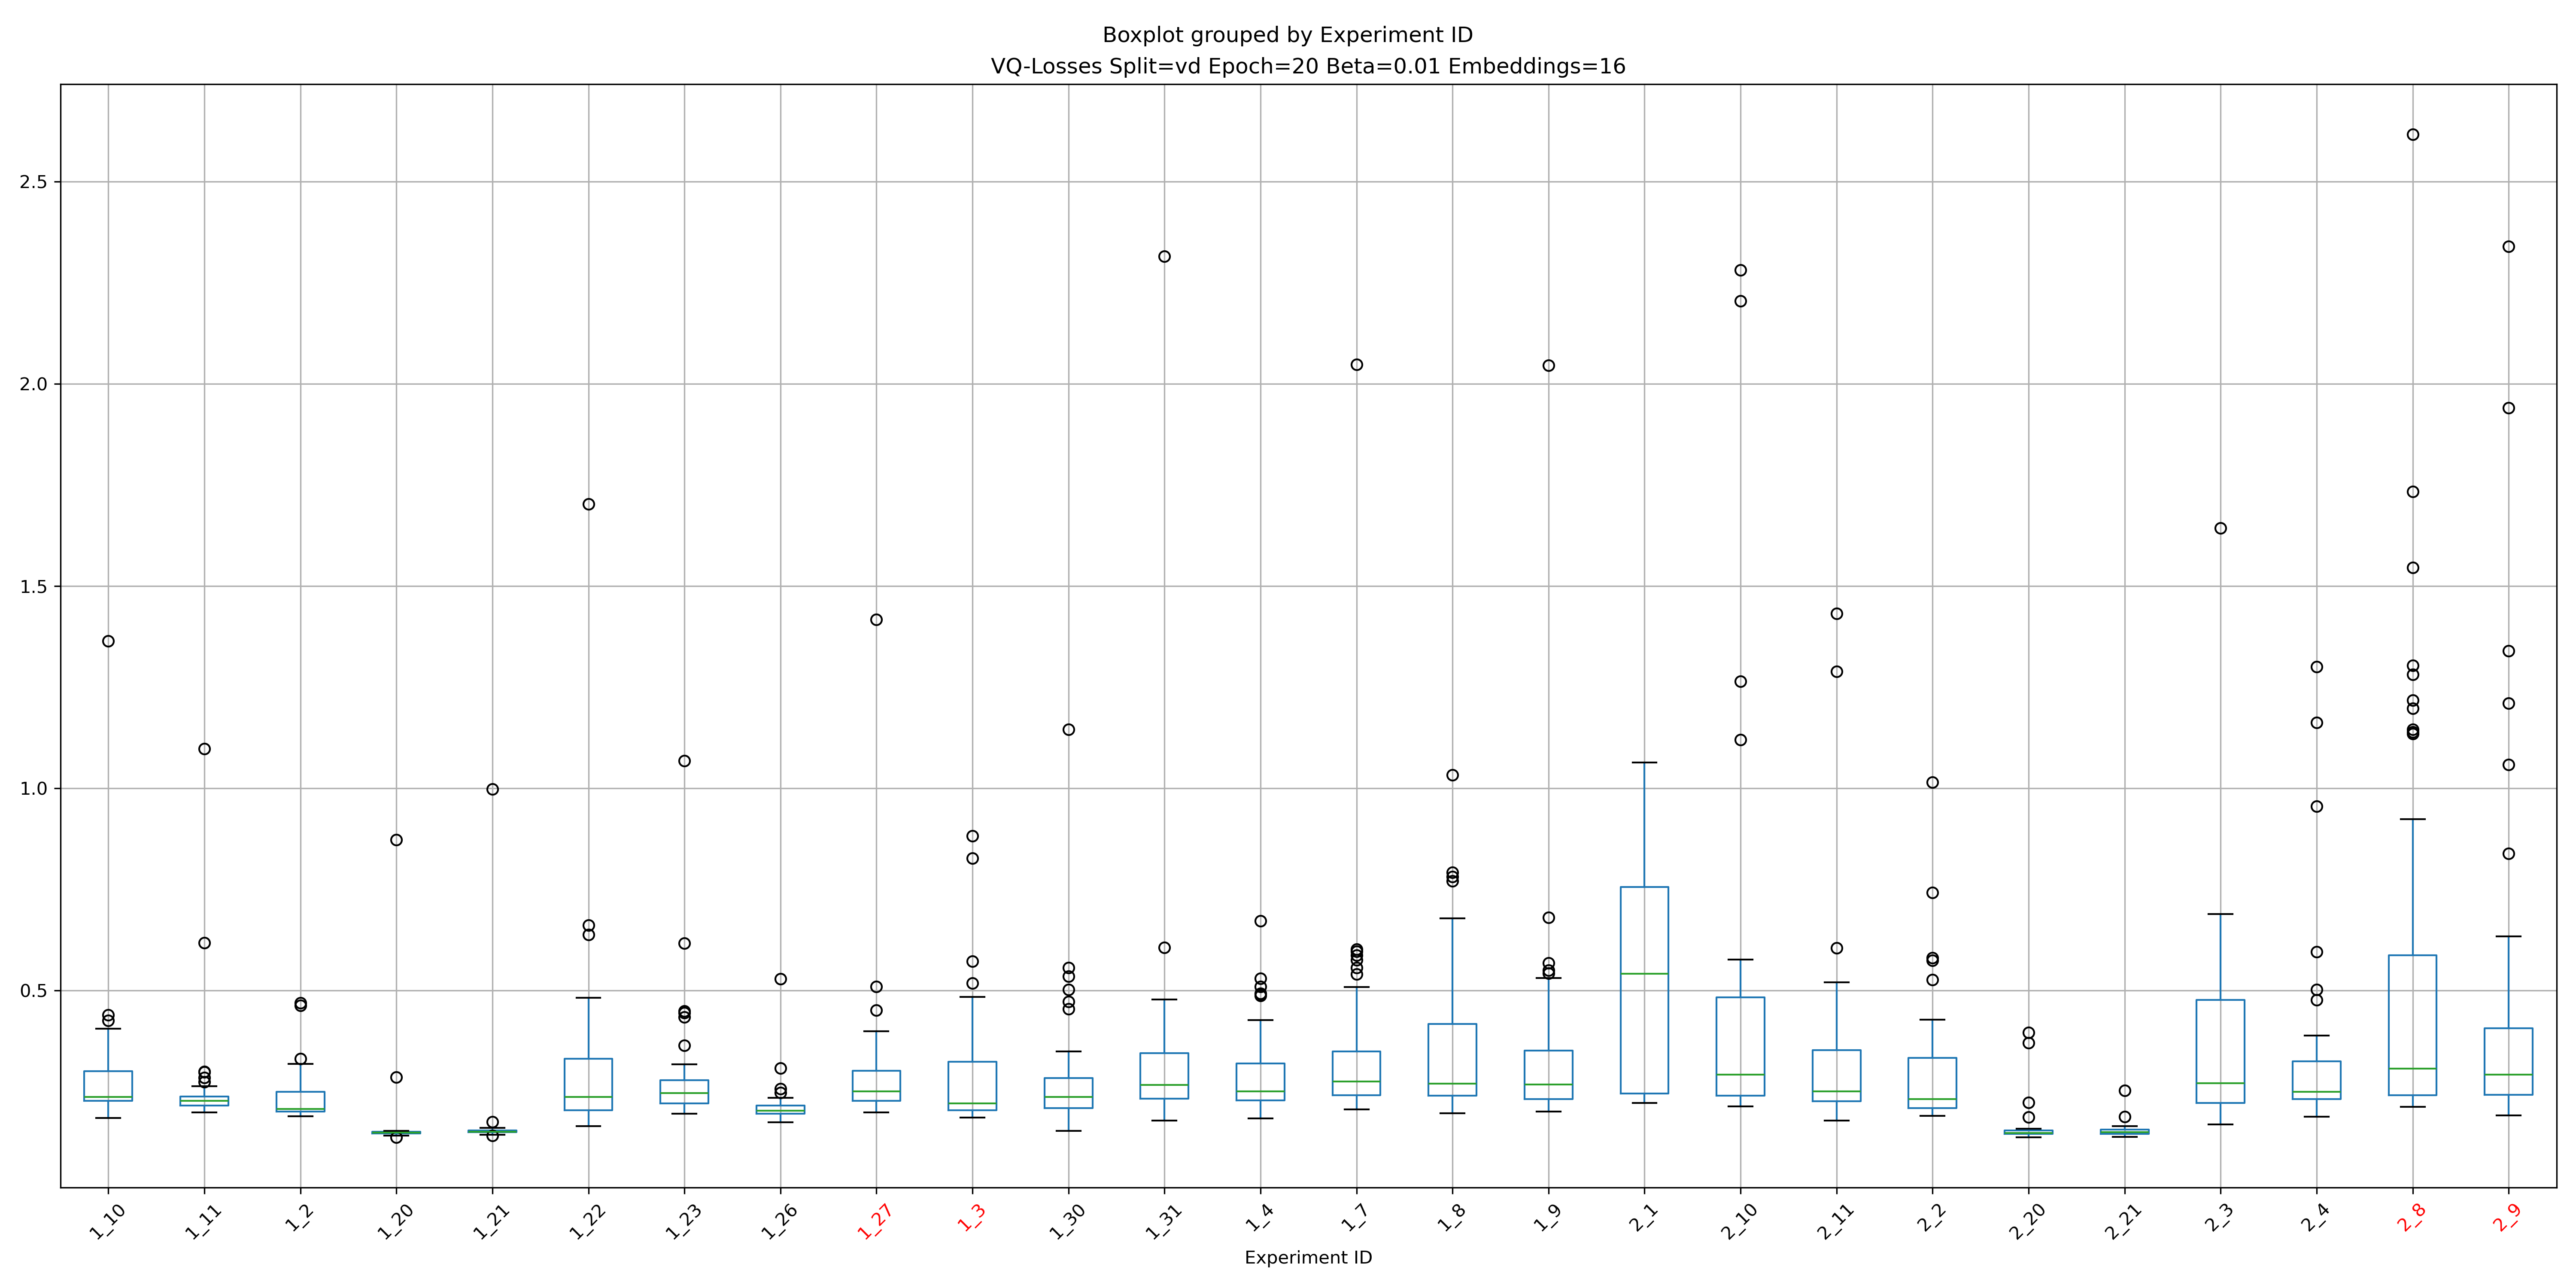 Boxplot grouped by Experiment ID
VQ-Losses Split=vd Epoch=20 Beta=0.01 Embeddings=16
2.5
2.0
1.5
1.0
0.5
1_10 1_11 1_2 1_20 1_21 1_22 1_23 1_26 1_27 1_3 1_30 1_31 1_4 1_7 1_8 1_9 2_1 2_10 2_11 2_2 2_20 2_21 2_3 2_4 2_8 2_9
Experiment ID